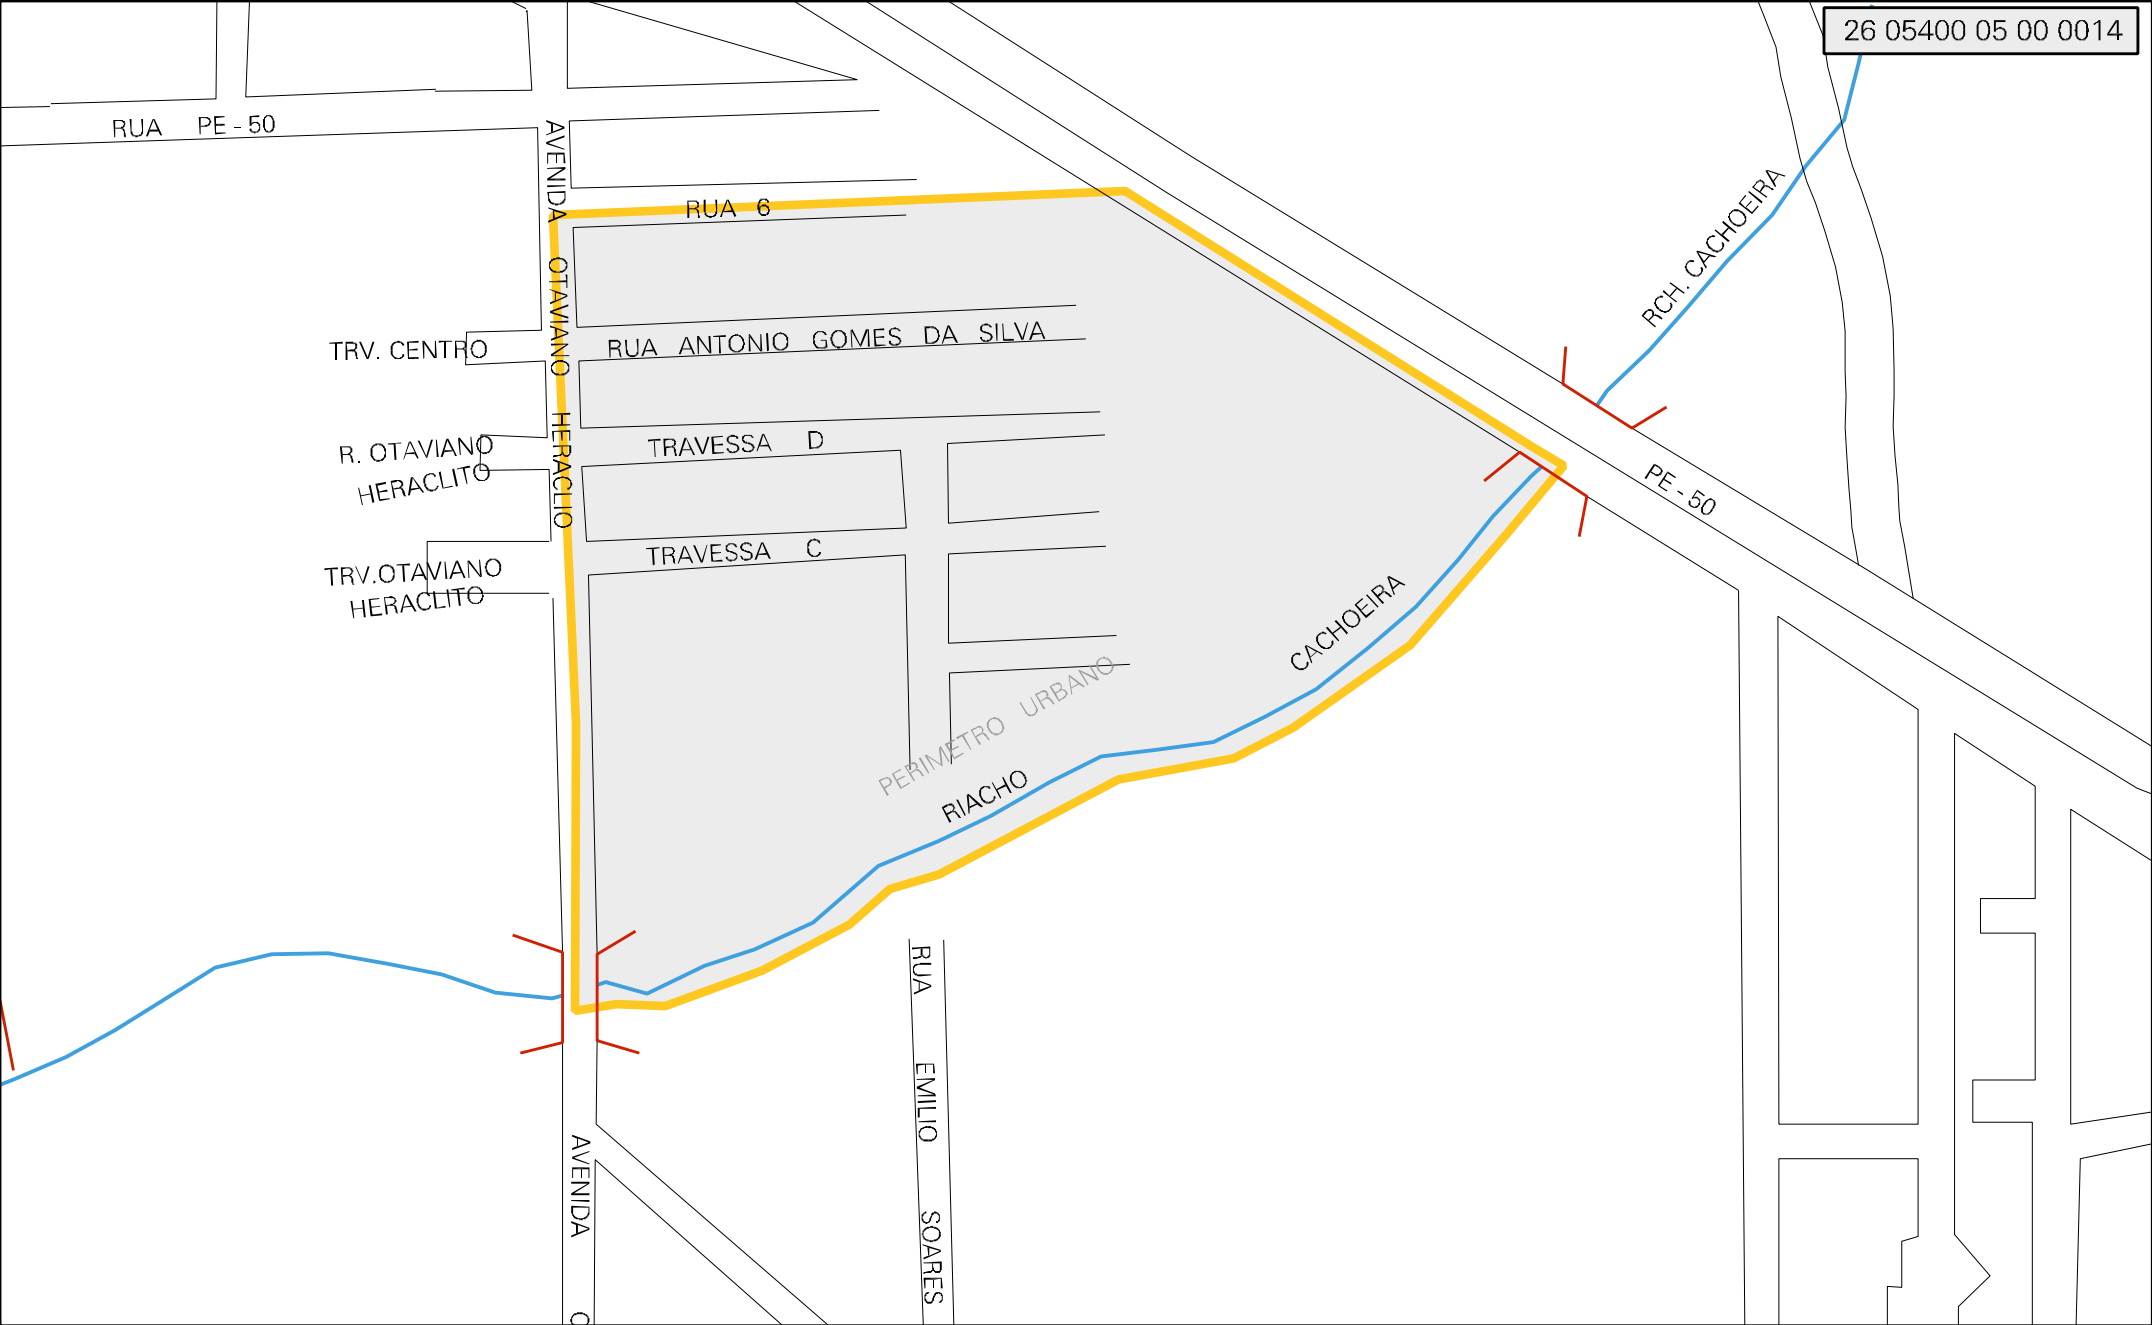 26 05400 05 00 0014
RUA PE - 50
AVENIDA OTAVIANO HERACLIO
RUA 6
RCH. CACHOEIRA
TRV. CENTRO
RUA ANTONIO GOMES DA SILVA
R. OTAVIANO
HERACLITO
TRAVESSA D
PE - 50
TRAVESSA C
TRV.OTAVIANO
HERACLITO
RIACHO CACHOEIRA
PERIMETRO URBANO
RUA EMILIO SOARES
AVENIDA O